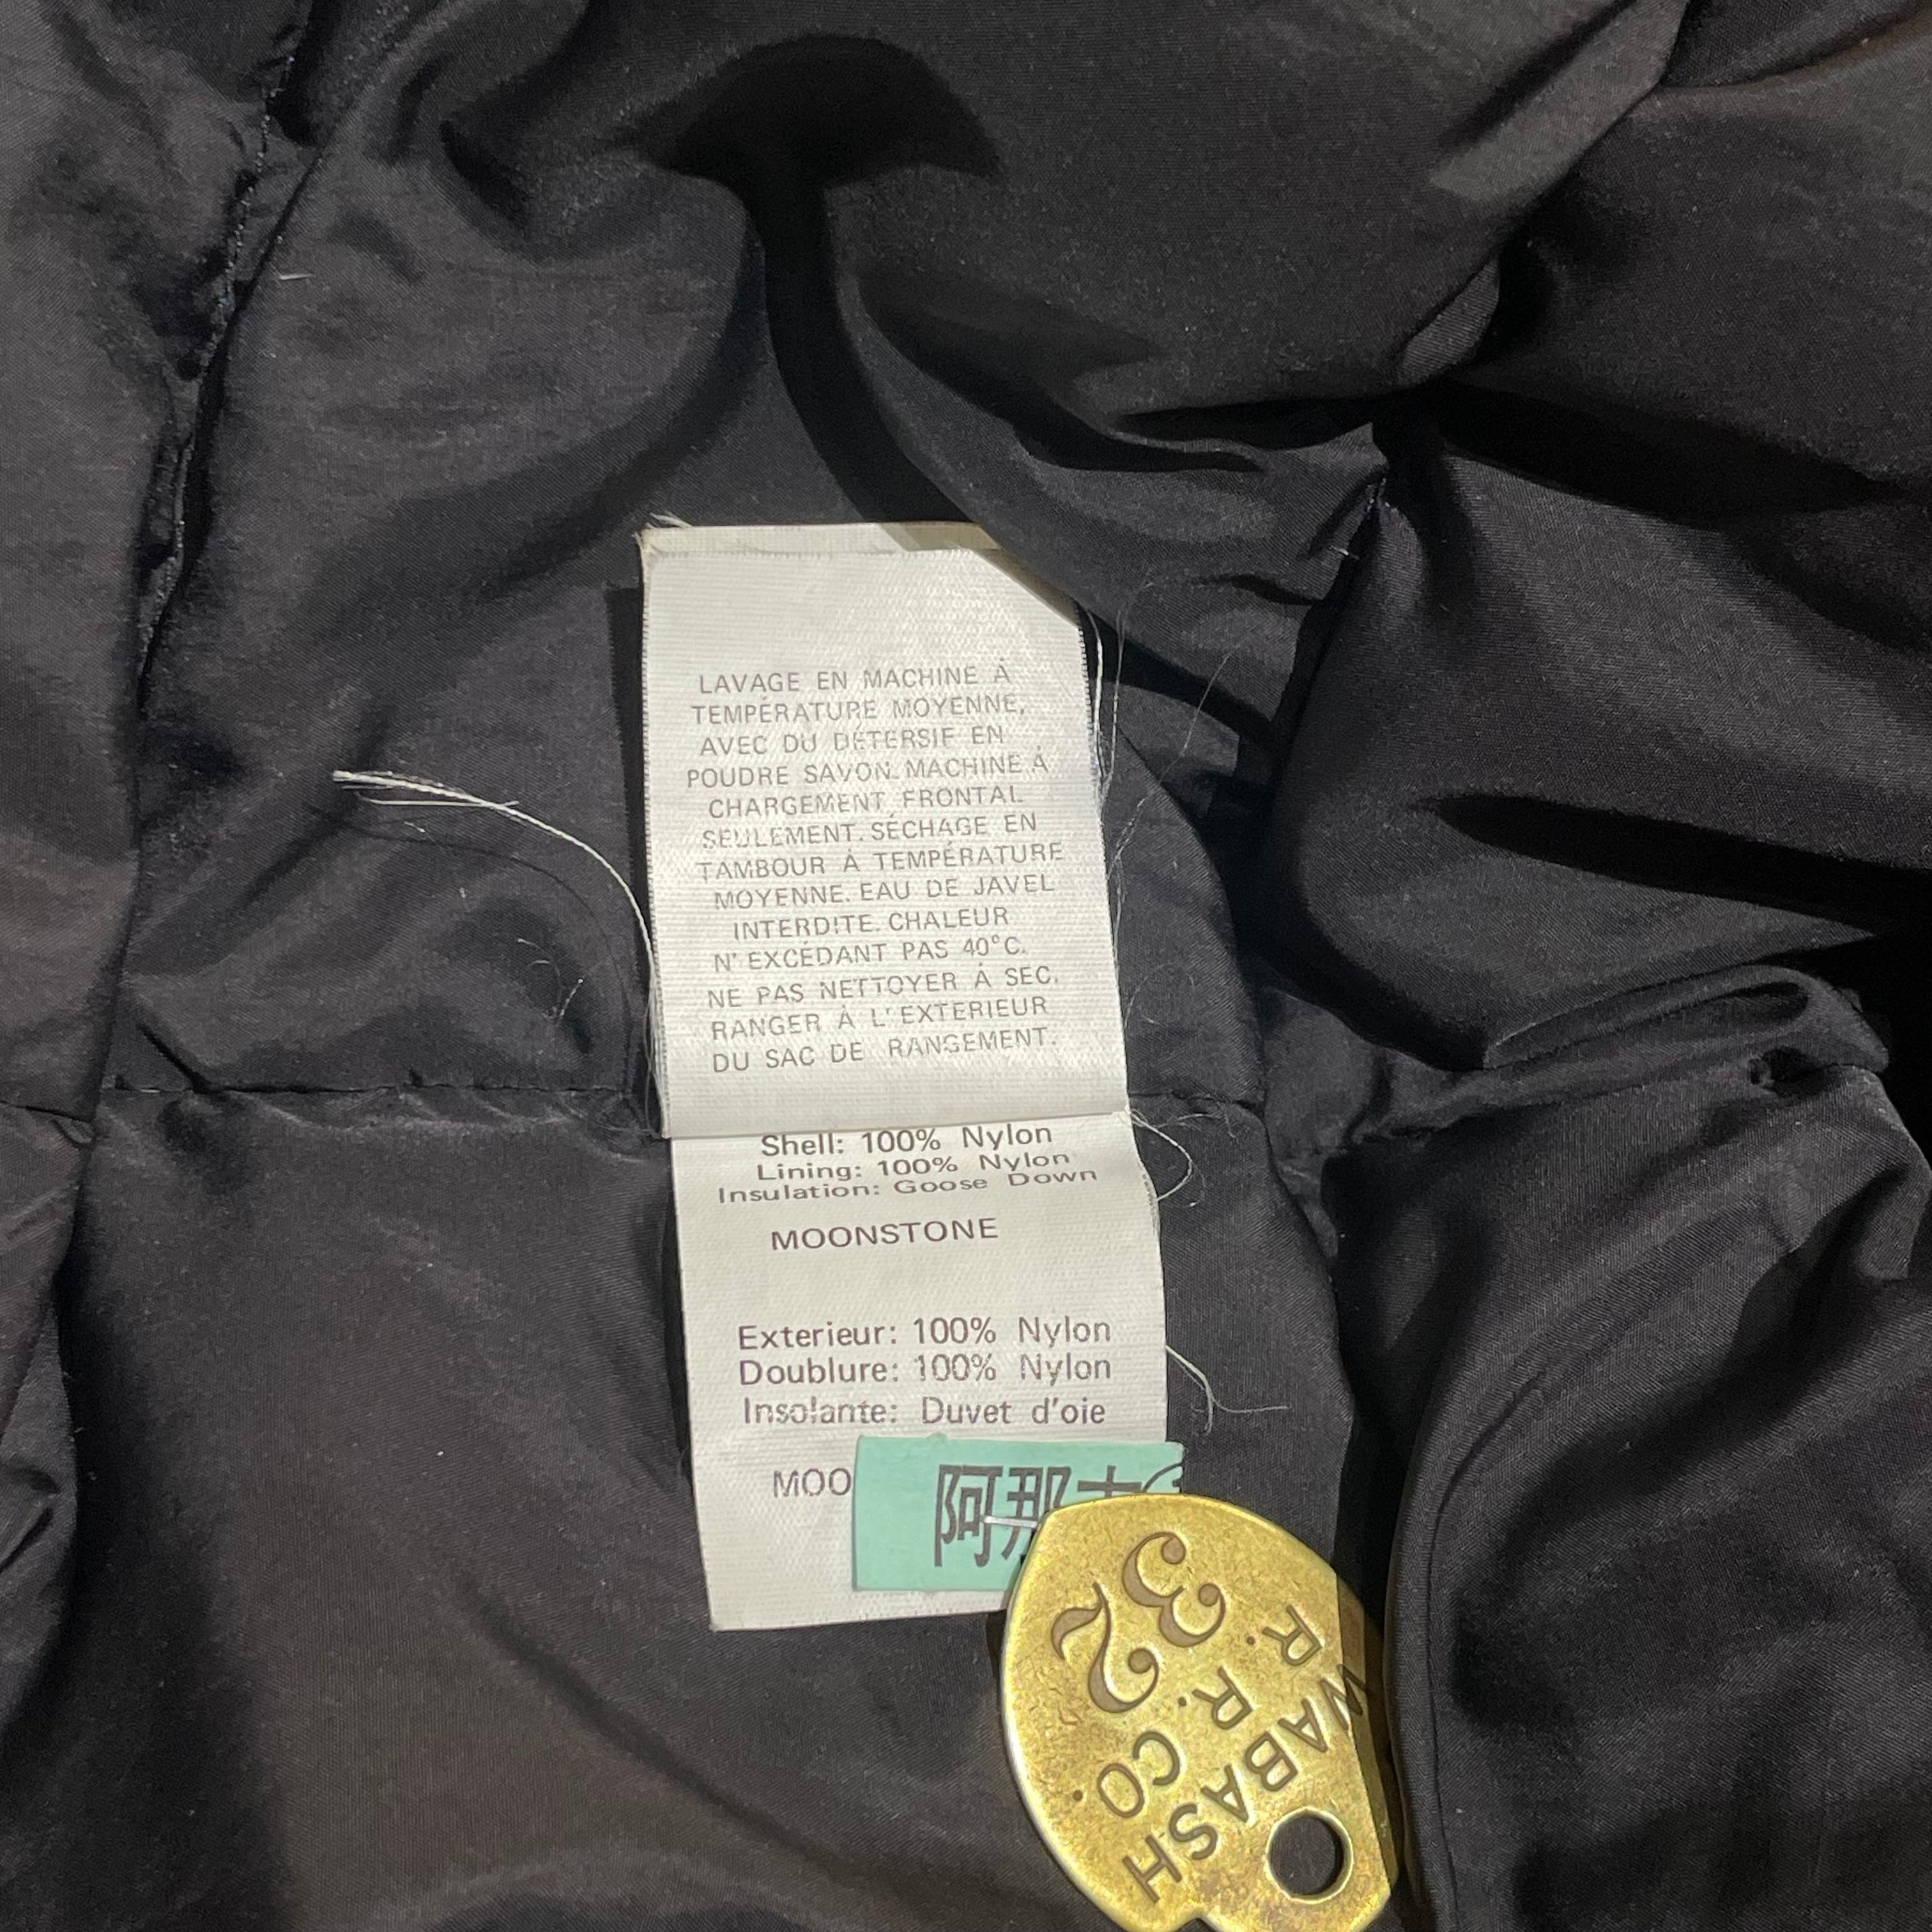 LAVAGE EN MACHINE À
TEMPÉRATURE MOYENNE,
AVEC DU DÉTERSIF EN
POUDRE SAVON. MACHINE À
CHARGEMENT FRONTAL
SEULEMENT. SÉCHAGE EN
TAMBOUR À TEMPÉRATURE
MOYENNE. EAU DE JAVEL
INTERDITE. CHALEUR
N' EXCÉDANT PAS 40°C.
NE PAS NETTOYER À SEC.
RANGER À L'EXTERIEUR
DU SAC DE RANGEMENT.
Shell: 100% Nylon
Lining: 100% Nylon
Insulation: Goose Down
MOONSTONE
Exterieur: 100% Nylon
Doublure: 100% Nylon
Insolante: Duvet d'oie
MOO
阿那
32
WABASH
R. R. CO.